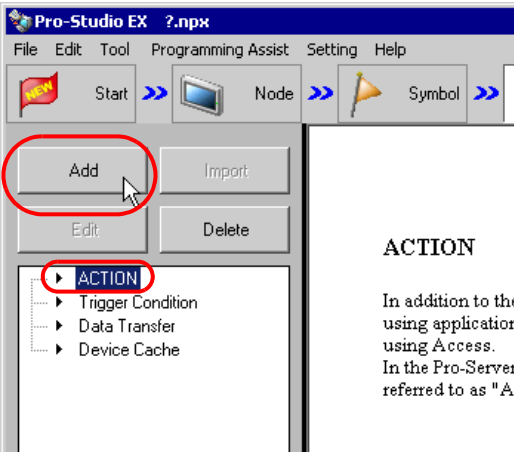 Pro-Studio EX ?.npx
File Edit Tool Programming Assist Setting Help
NEW Start Node Symbol
Add Import
Edit Delete
ACTION
Trigger Condition
Data Transfer
Device Cache
ACTION
In addition to the
using application
using Access.
In the Pro-Server
referred to as "A